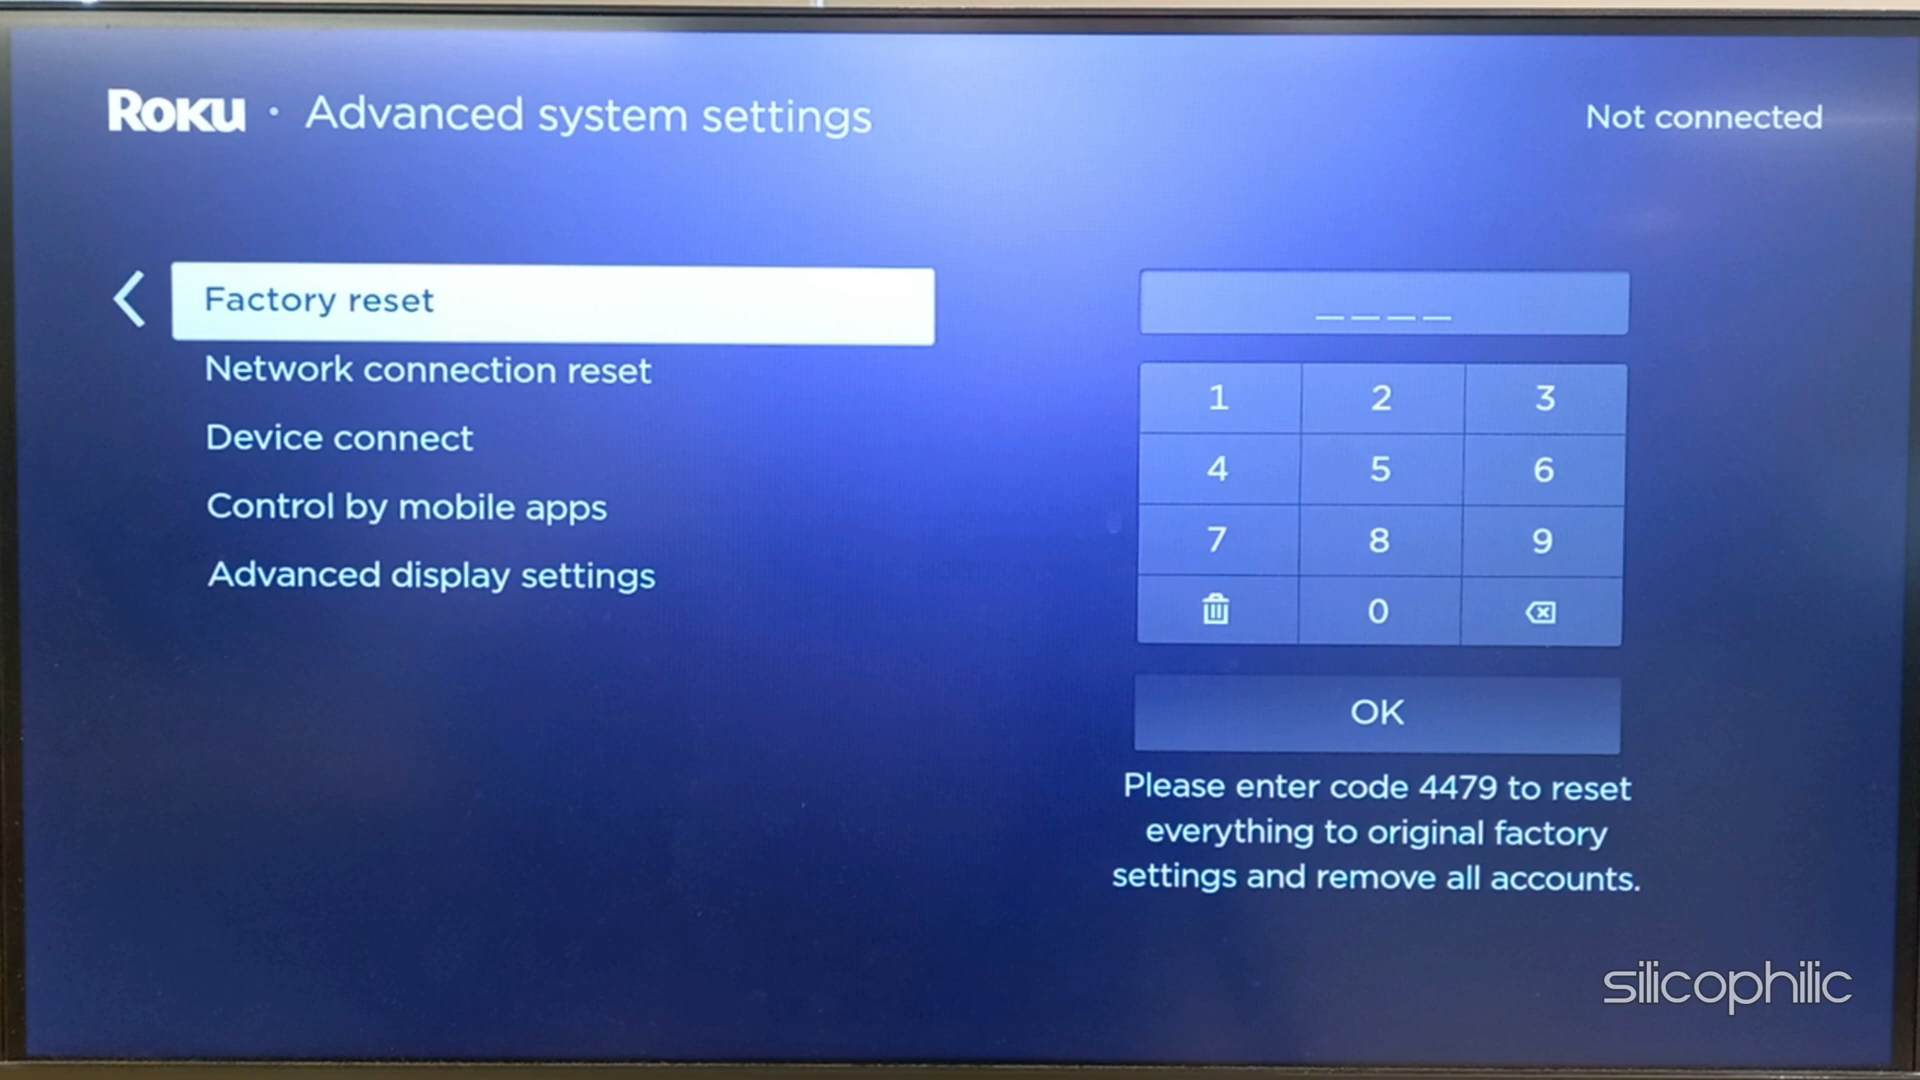 Roku · Advanced system settings
Not connected
Factory reset
Network connection reset
Device connect
Control by mobile apps
Advanced display settings
_ _ _ _
1 2 3
4 5 6
7 8 9
0
OK
Please enter code 4479 to reset
everything to original factory
settings and remove all accounts.
silicophilic